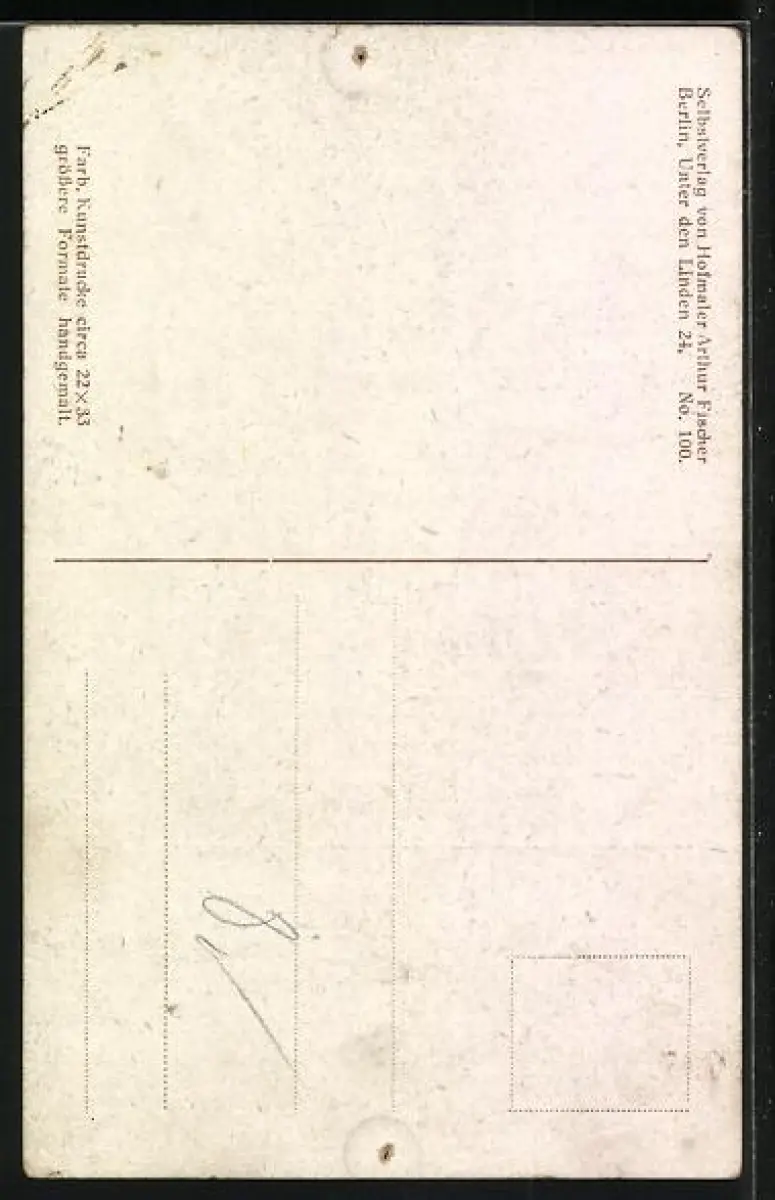 Selbstverlag von Hofmaler Arthur Fischer
Berlin, Unter den Linden 24. No. 100.
Farb. Kunstdrucke circa 22×33
größere Formate handgemalt.